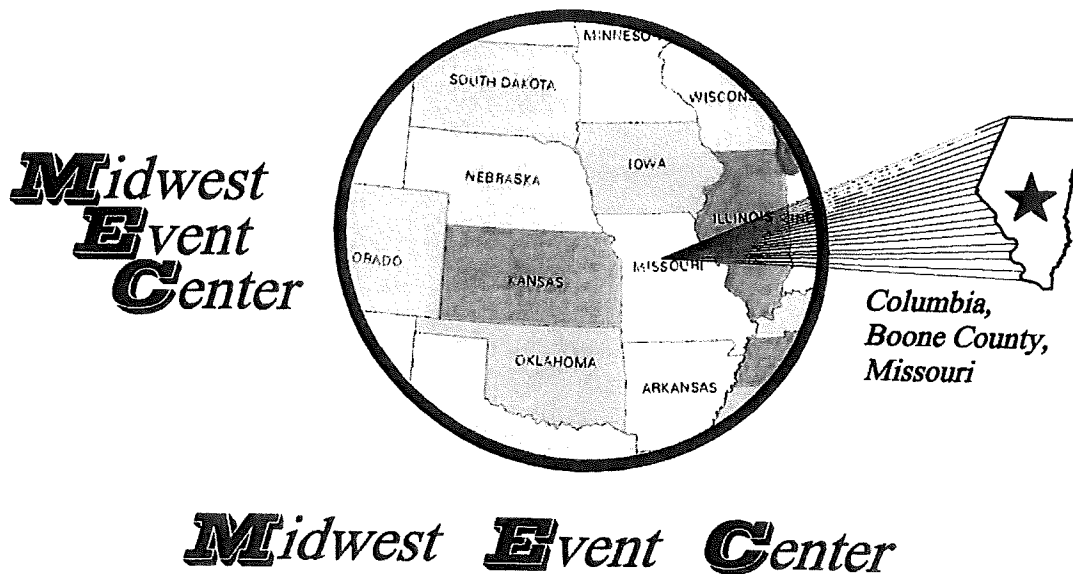 Midwest
Event
Center
MINNESO
SOUTH DAKOTA
WISCONS
IOWA
NEBRASKA
ILLINOIS
ORADO
KANSAS
MISSOURI
OKLAHOMA
ARKANSAS
Columbia,
Boone County,
Missouri
Midwest Event Center